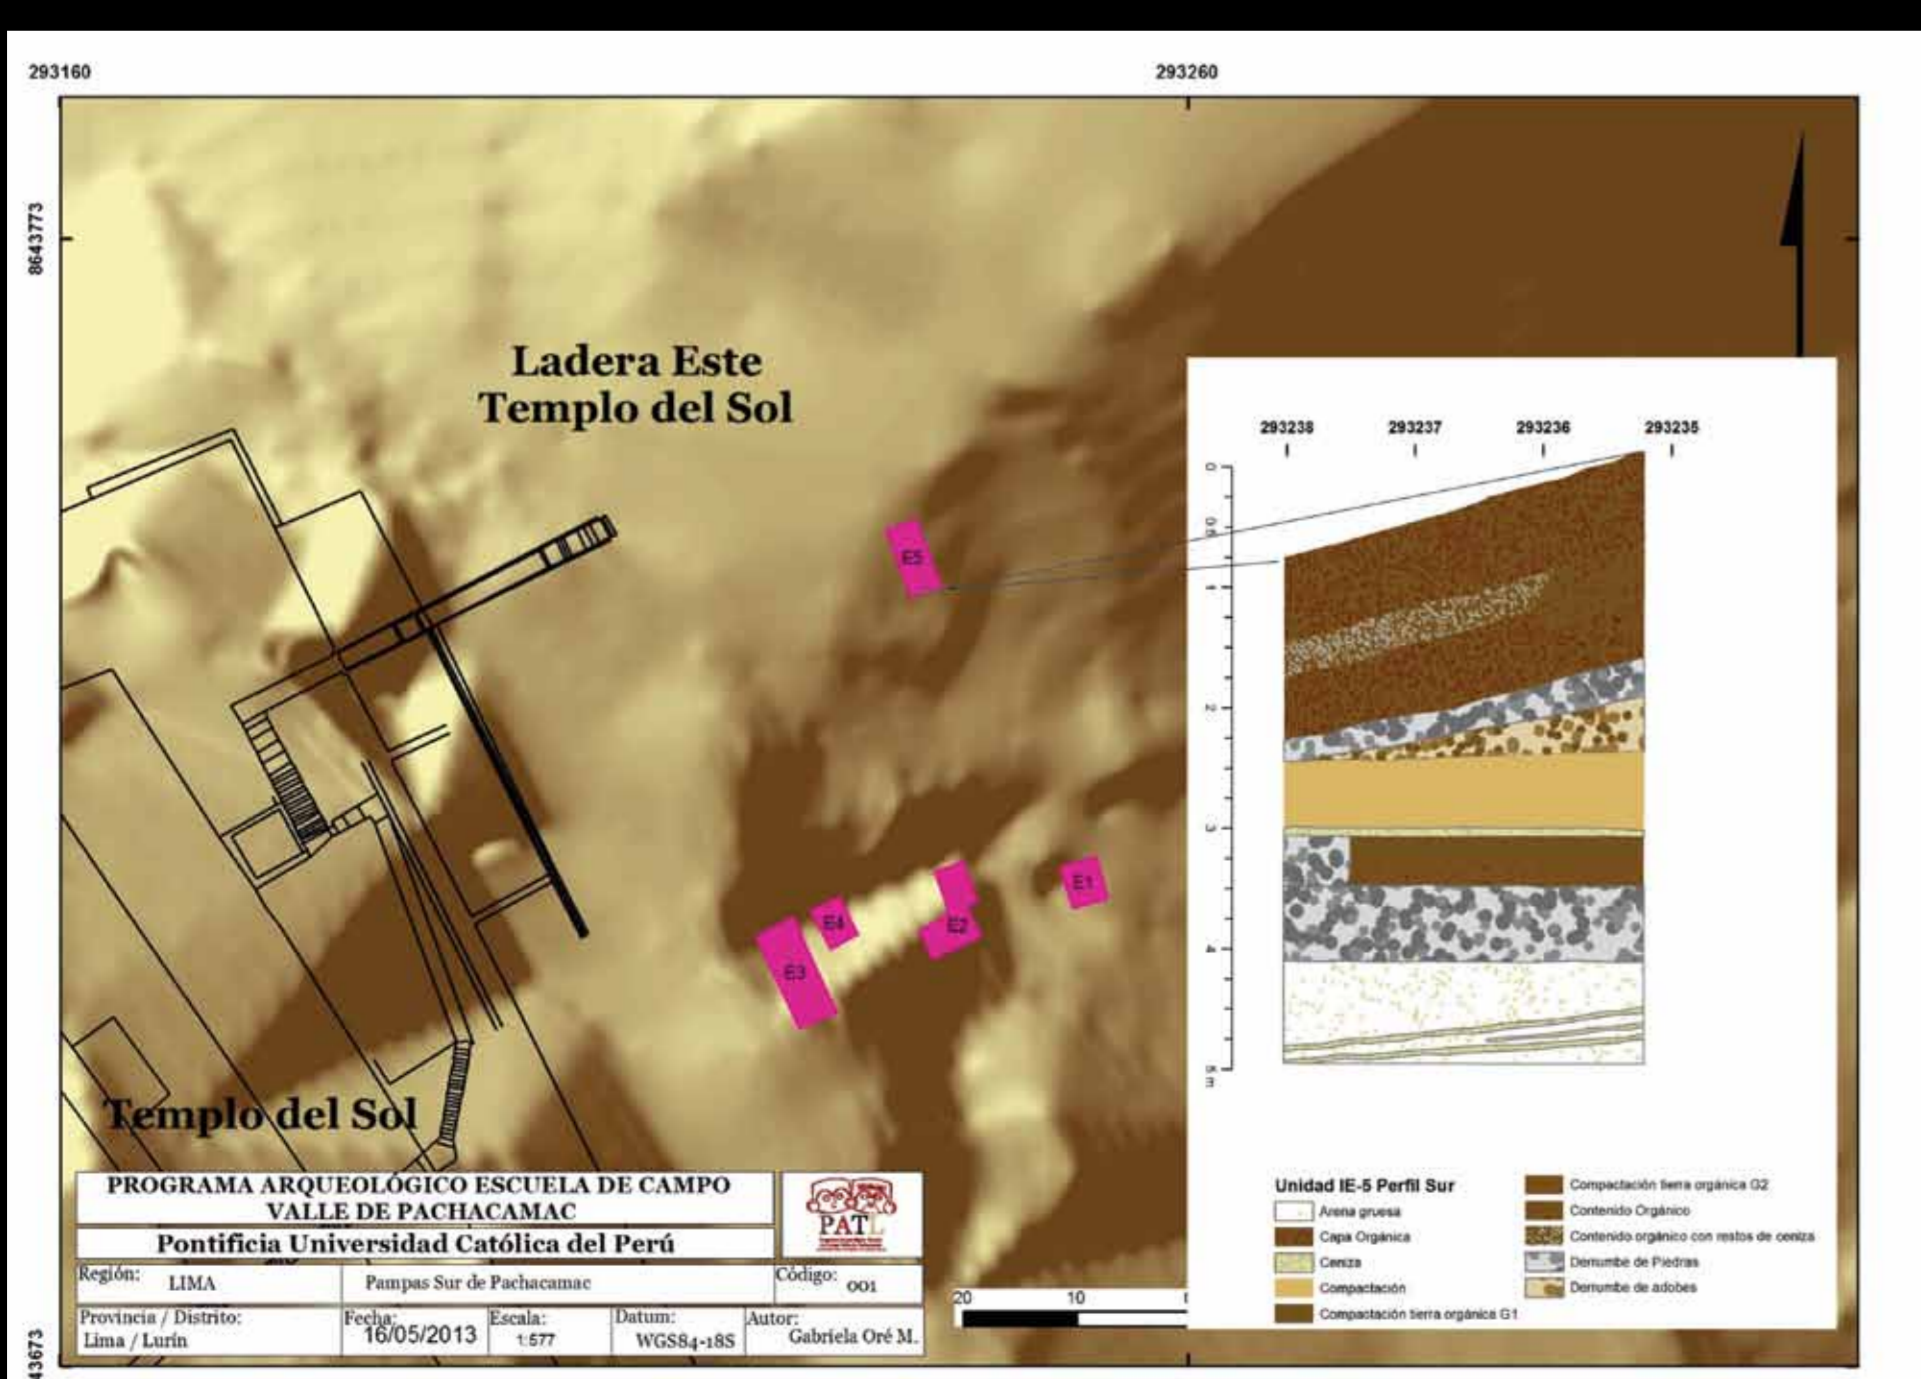 293160
293260
8643773
Ladera Este
Templo del Sol
293238 293237 293236 293235
0
0.5
1
2
3
4
5 m
E5
E1
E4
E2
E3
Templo del Sol
PROGRAMA ARQUEOLÓGICO ESCUELA DE CAMPO
VALLE DE PACHACAMAC
Pontificia Universidad Católica del Perú
PATL
Región: LIMA
Pampas Sur de Pachacamac
Código: 001
Provincia / Distrito:
Lima / Lurín
Fecha:
16/05/2013
Escala:
1:577
Datum:
WGS84-18S
Autor:
Gabriela Oré M.
20 10
Unidad IE-5 Perfil Sur
Arena gruesa
Capa Orgánica
Ceniza
Compactación
Compactación tierra orgánica G1
Compactación tierra orgánica G2
Contenido Orgánico
Contenido orgánico con restos de ceniza
Derrumbe de Piedras
Derrumbe de adobes
43673